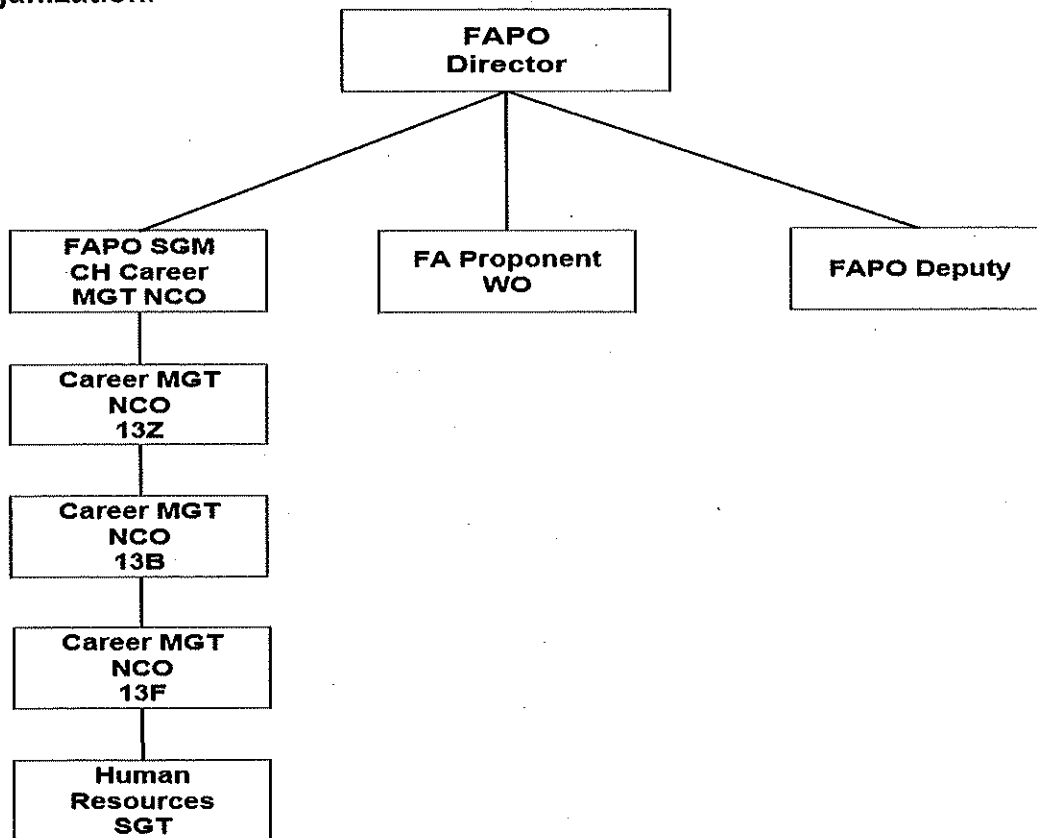 FAPO
Director
FAPO SGM
CH Career
MGT NCO
FA Proponent
WO
FAPO Deputy
Career MGT
NCO
13Z
Career MGT
NCO
13B
Career MGT
NCO
13F
Human
Resources
SGT